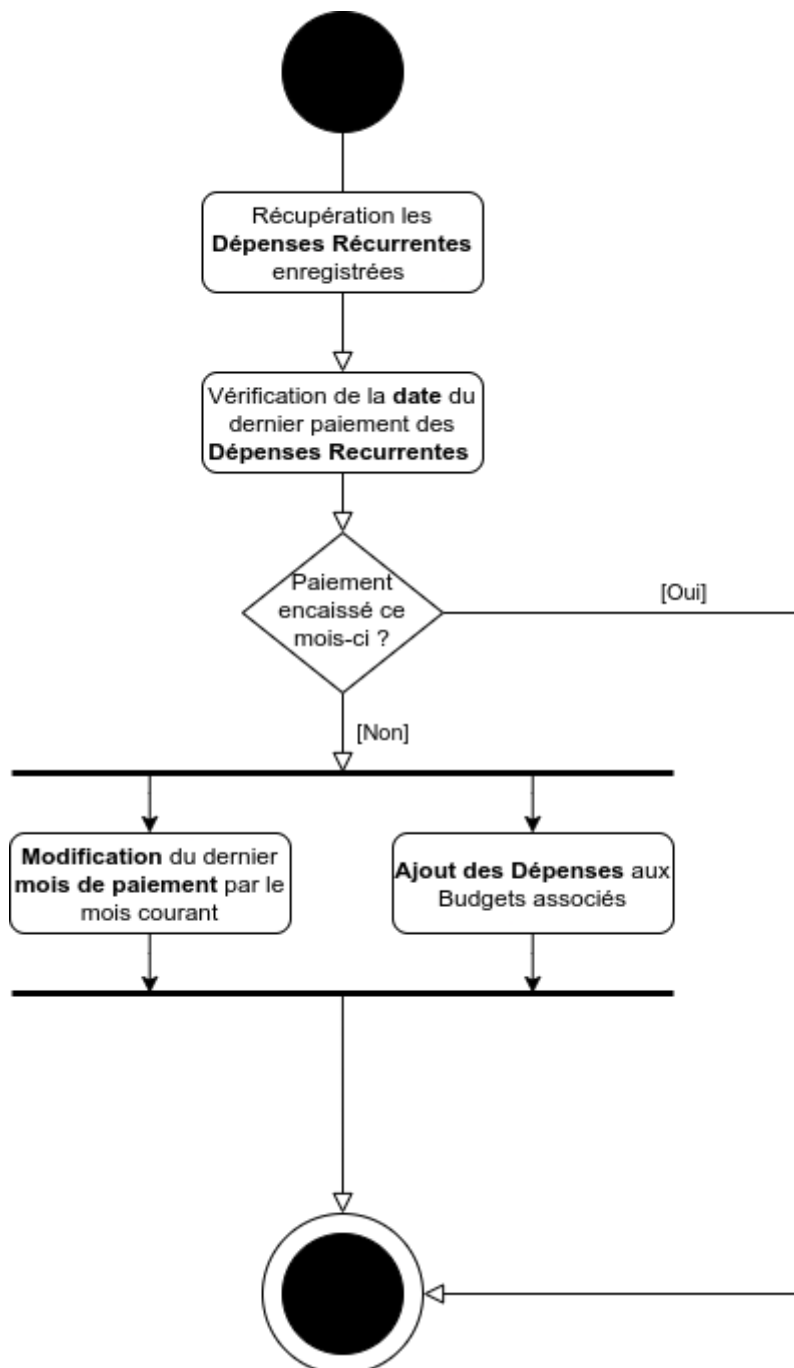 Récupération les
Dépenses Récurrentes
enregistrées
Vérification de la date du
dernier paiement des
Dépenses Recurrentes
Paiement
encaissé ce
mois-ci ?
[Oui]
[Non]
Modification du dernier
mois de paiement par le
mois courant
Ajout des Dépenses aux
Budgets associés